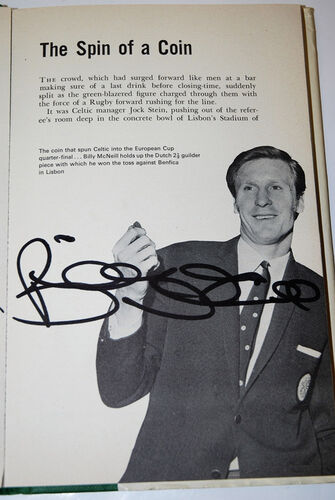 The Spin of a Coin
THE crowd, which had surged forward like men at a bar
making sure of a last drink before closing-time, suddenly
split as the green-blazered figure charged through them with
the force of a Rugby forward rushing for the line.
It was Celtic manager Jock Stein, pushing out of the refer-
ee's room deep in the concrete bowl of Lisbon's Stadium of
The coin that spun Celtic into the European Cup
quarter-final . . . Billy McNeill holds up the Dutch 2½ guilder
piece with which he won the toss against Benfica
in Lisbon
Billy McNeill